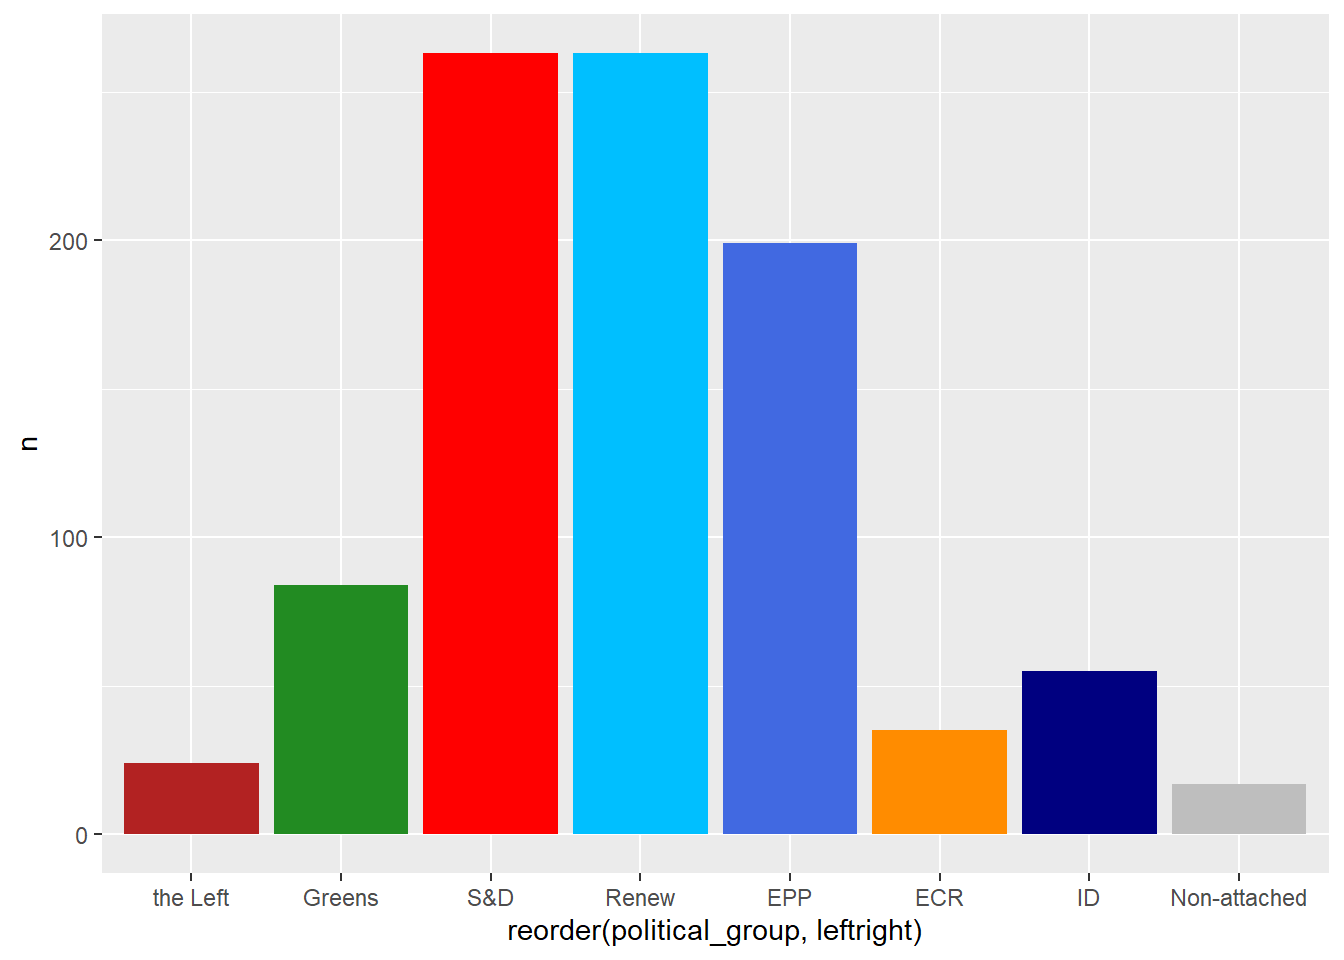 n
200
100
0
the Left Greens S&D Renew EPP ECR ID Non-attached
reorder(political_group, leftright)